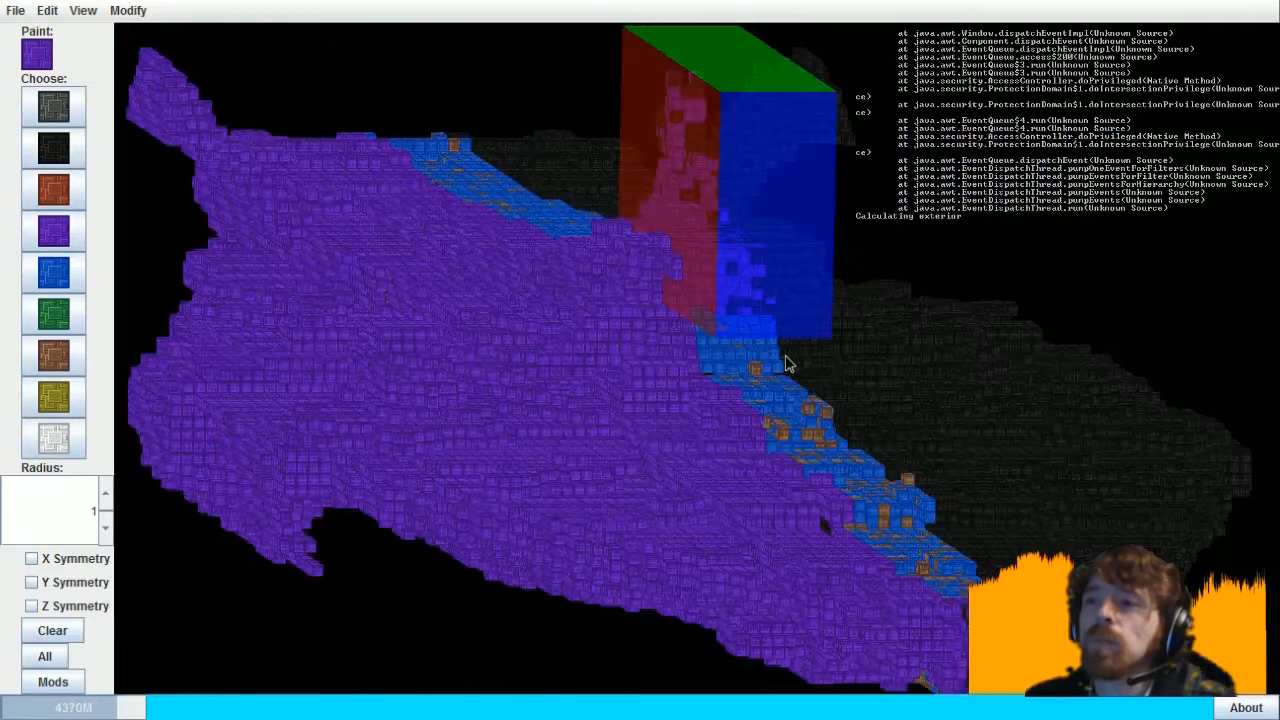 File Edit View Modify
Paint:
Choose:
Radius:
1
X Symmetry
Y Symmetry
Z Symmetry
Clear
All
Mods
4370M
About
at java.awt.Window.dispatchEventImpl(Unknown Source)
at java.awt.Component.dispatchEvent(Unknown Source)
at java.awt.EventQueue.dispatchEventImpl(Unknown Source)
at java.awt.EventQueue.access$200(Unknown Source)
at java.awt.EventQueue$3.run(Unknown Source)
at java.awt.EventQueue$3.run(Unknown Source)
at java.security.AccessController.doPrivileged(Native Method)
at java.security.ProtectionDomain$1.doIntersectionPrivilege(Unknown Sour
ce)
at java.security.ProtectionDomain$1.doIntersectionPrivilege(Unknown Sour
ce)
at java.awt.EventQueue$4.run(Unknown Source)
at java.awt.EventQueue$4.run(Unknown Source)
at java.security.AccessController.doPrivileged(Native Method)
at java.security.ProtectionDomain$1.doIntersectionPrivilege(Unknown Sour
ce)
at java.awt.EventQueue.dispatchEvent(Unknown Source)
at java.awt.EventDispatchThread.pumpOneEventForFilters(Unknown Source)
at java.awt.EventDispatchThread.pumpEventsForFilter(Unknown Source)
at java.awt.EventDispatchThread.pumpEventsForHierarchy(Unknown Source)
at java.awt.EventDispatchThread.pumpEvents(Unknown Source)
at java.awt.EventDispatchThread.pumpEvents(Unknown Source)
at java.awt.EventDispatchThread.run(Unknown Source)
Calculating exterior